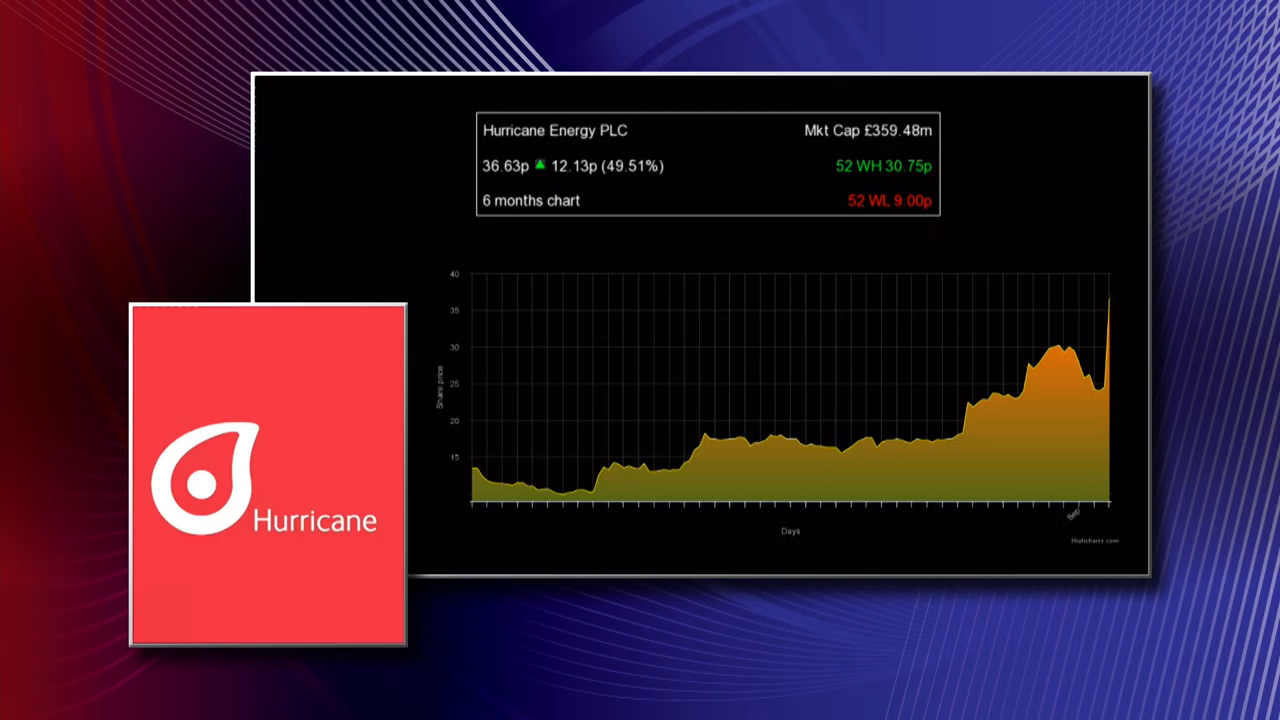 Hurricane Energy PLC Mkt Cap £359.48m
36.63p 12.13p (49.51%) 52 WH 30.75p
6 months chart 52 WL 9.00p
40
35
30
25
20
15
Share price
Sep
Days
Highcharts.com
Hurricane